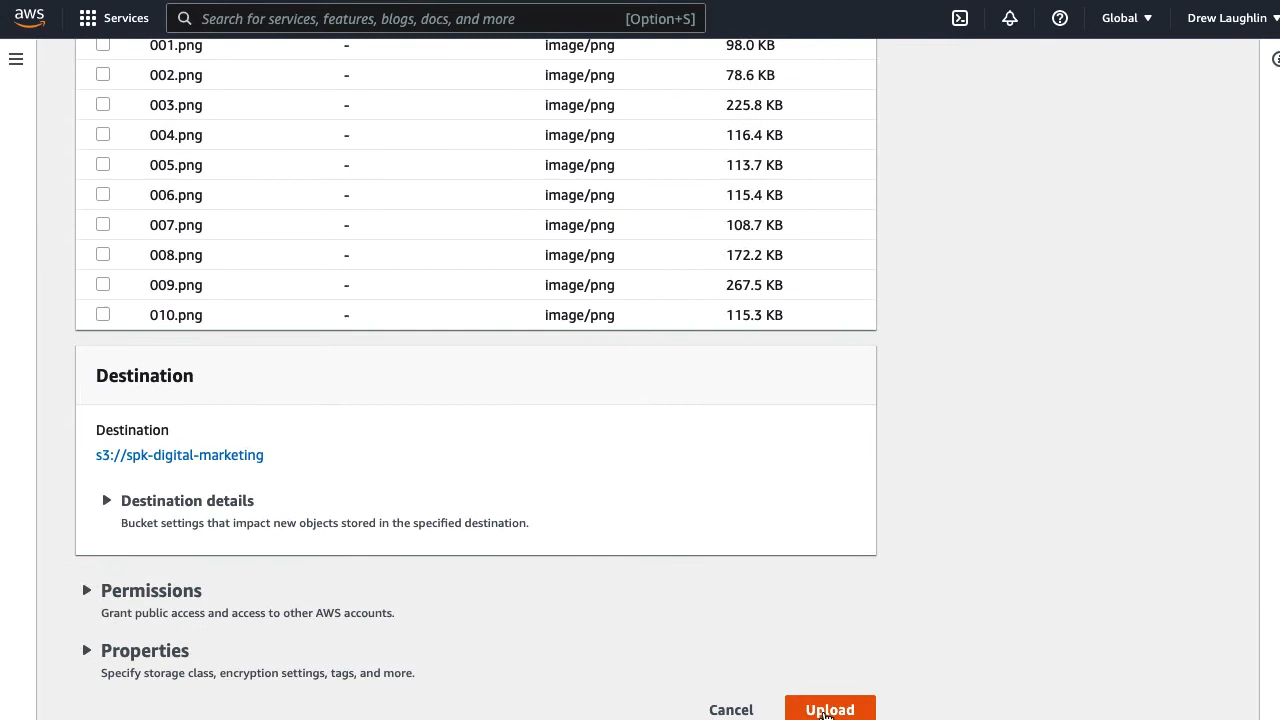 aws Services Search for services, features, blogs, docs, and more [Option+S] Global Drew Laughlin
001.png - image/png 98.0 KB
002.png - image/png 78.6 KB
003.png - image/png 225.8 KB
004.png - image/png 116.4 KB
005.png - image/png 113.7 KB
006.png - image/png 115.4 KB
007.png - image/png 108.7 KB
008.png - image/png 172.2 KB
009.png - image/png 267.5 KB
010.png - image/png 115.3 KB
Destination
Destination
s3://spk-digital-marketing
Destination details
Bucket settings that impact new objects stored in the specified destination.
Permissions
Grant public access and access to other AWS accounts.
Properties
Specify storage class, encryption settings, tags, and more.
Cancel Upload